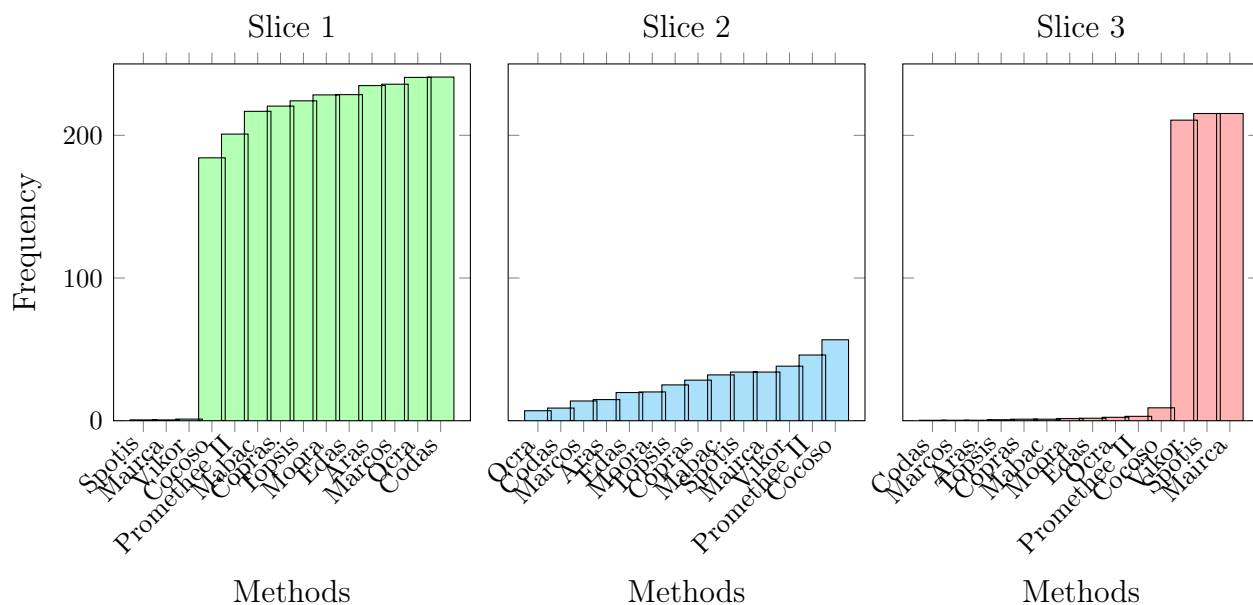 Slice 1
Slice 2
Slice 3
Frequency
200
100
0
Spotis
Mairca
Vikor
Cocoso
Promethee II
Mabac
Copras
Topsis
Moora
Edas
Aras
Marcos
Ocra
Codas
Ocra
Codas
Marcos
Aras
Edas
Moora
Topsis
Copras
Mabac
Spotis
Mairca
Vikor
Promethee II
Cocoso
Codas
Marcos
Aras
Topsis
Copras
Mabac
Moora
Edas
Ocra
Promethee II
Cocoso
Vikor
Spotis
Mairca
Methods
Methods
Methods